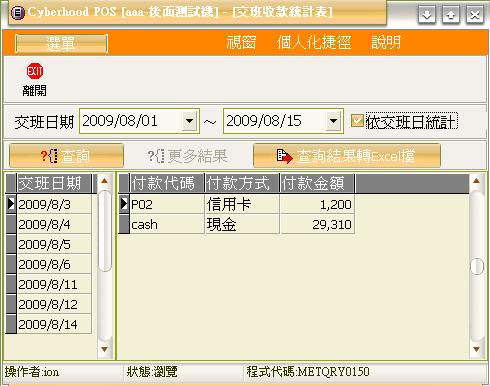 Cyberhood POS [aaa-後面測試機] - [交班收款統計表]
選單 視窗 個人化捷徑 說明
EXIT
離開
交班日期 2009/08/01 ～ 2009/08/15 依交班日統計
?{ 查詢 ?{ 更多結果 查詢結果轉Excel檔
交班日期
2009/8/3
2009/8/4
2009/8/5
2009/8/6
2009/8/11
2009/8/12
2009/8/14
付款代碼 付款方式 付款金額
P02 信用卡 1,200
cash 現金 29,310
操作者:ion 狀態:瀏覽 程式代碼:METQRY0150